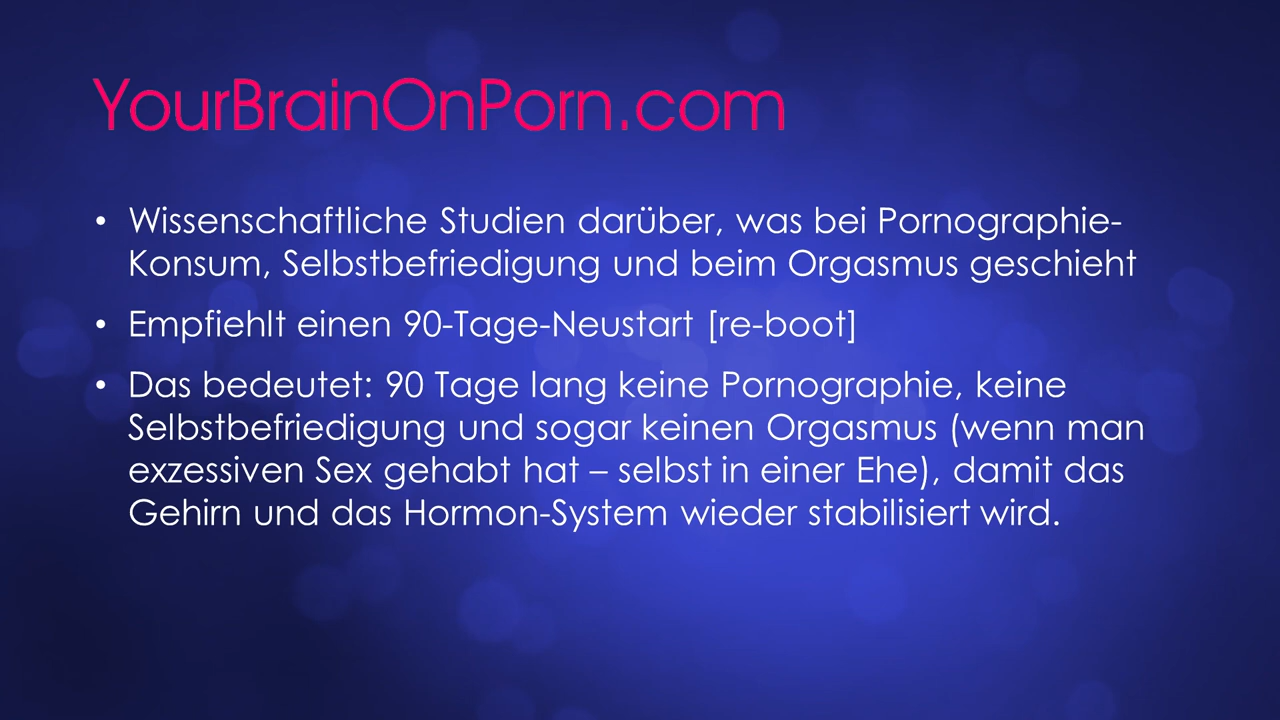 YourBrainOnPorn.com
• Wissenschaftliche Studien darüber, was bei Pornographie-
Konsum, Selbstbefriedigung und beim Orgasmus geschieht
• Empfiehlt einen 90-Tage-Neustart [re-boot]
• Das bedeutet: 90 Tage lang keine Pornographie, keine
Selbstbefriedigung und sogar keinen Orgasmus (wenn man
exzessiven Sex gehabt hat – selbst in einer Ehe), damit das
Gehirn und das Hormon-System wieder stabilisiert wird.